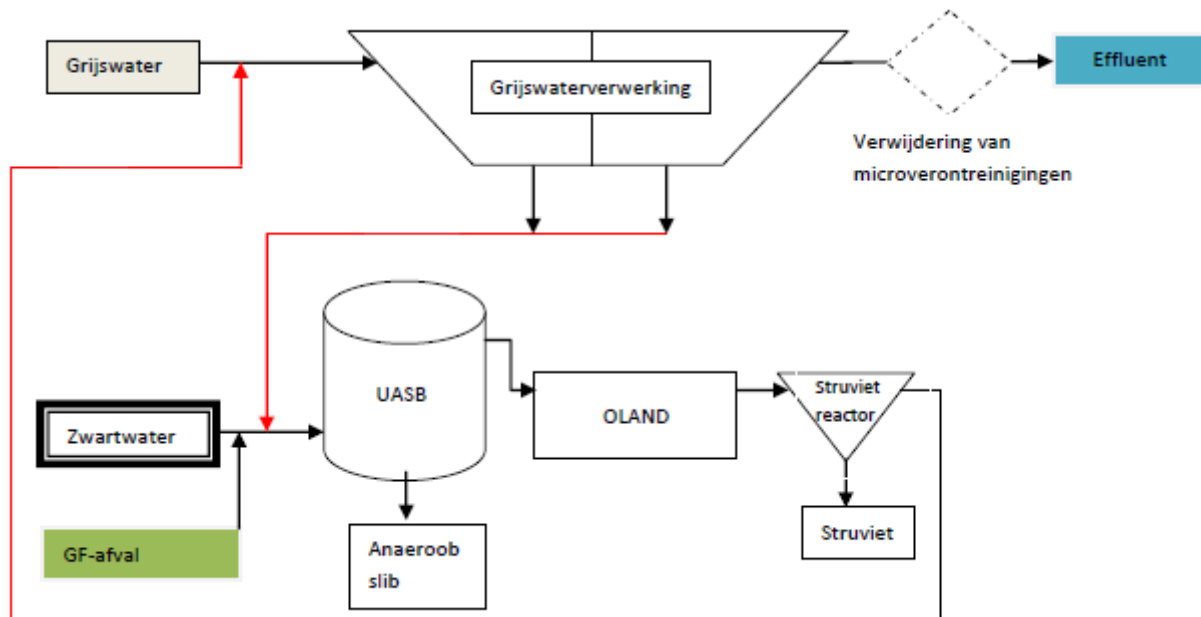 Grijswater
Grijswaterverwerking
Effluent
Verwijdering van
microverontreinigingen
UASB
OLAND
Struviet
reactor
Zwartwater
GF-afval
Anaeroob
slib
Struviet